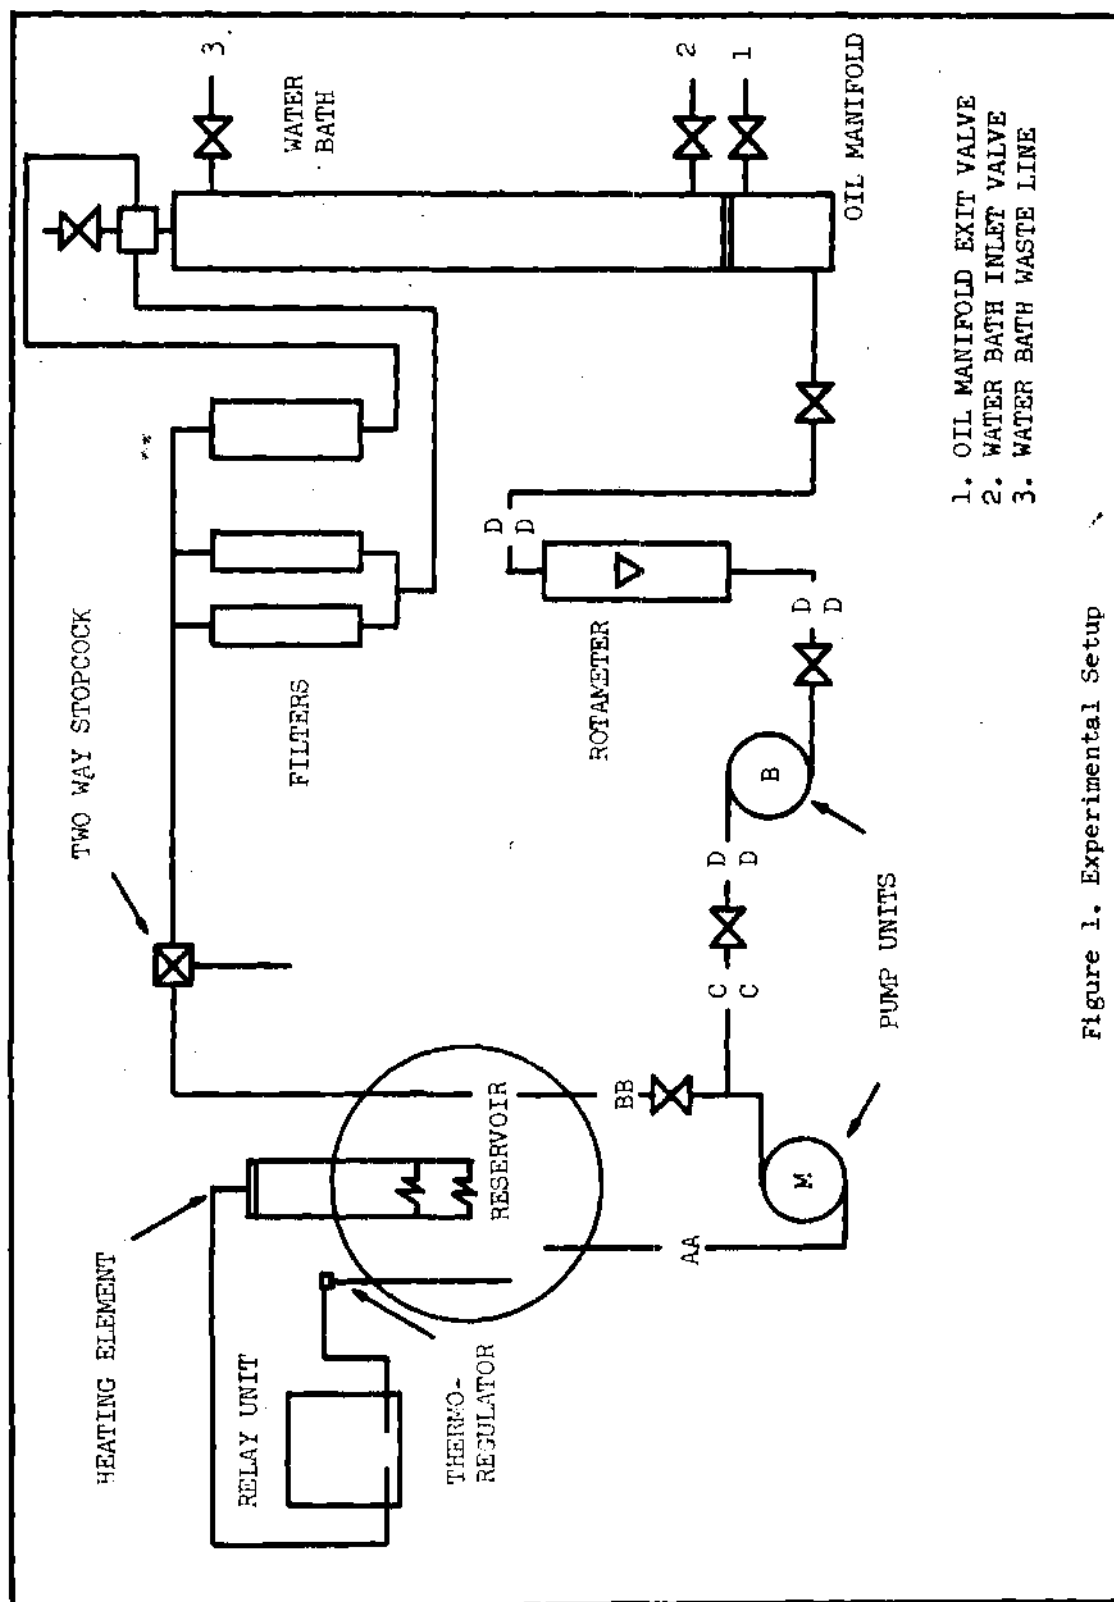 HEATING ELEMENT
TWO WAY STOPCOCK
3.
WATER
BATH
RELAY UNIT
FILTERS
2
1
THERMO-
REGULATOR
RESERVOIR
ROTAMETER
D
D
OIL MANIFOLD
AA
BB
C
C
D
D
B
D
D
M
PUMP UNITS
1. OIL MANIFOLD EXIT VALVE
2. WATER BATH INLET VALVE
3. WATER BATH WASTE LINE
Figure 1. Experimental Setup